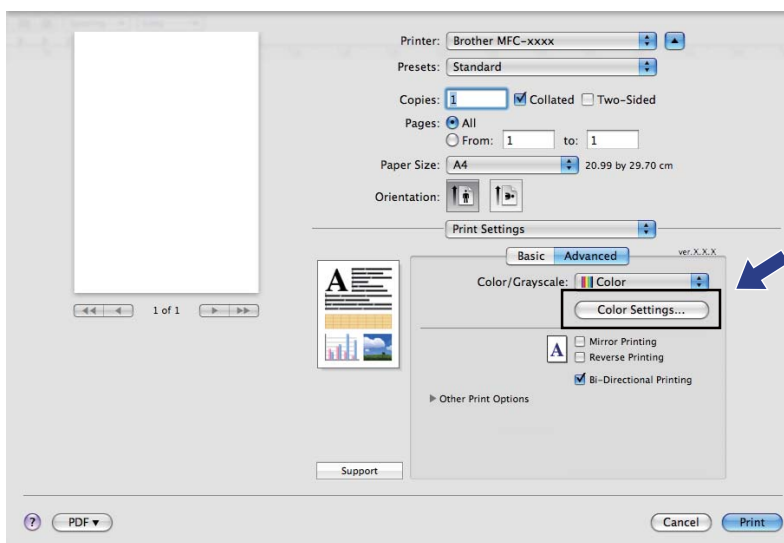 Printer: Brother MFC-xxxx
Presets: Standard
Copies: 1 Collated Two-Sided
Pages: All
From: 1 to: 1
Paper Size: A4 20.99 by 29.70 cm
Orientation:
Print Settings
Basic Advanced ver.X.X.X
Color/Grayscale: Color
Color Settings...
Mirror Printing
Reverse Printing
Bi-Directional Printing
Other Print Options
1 of 1
A
A
Support
? PDF Cancel Print